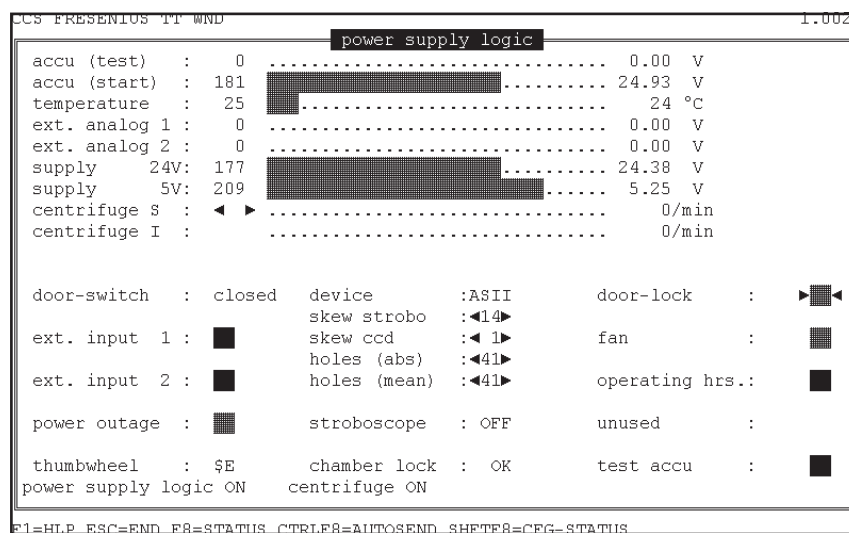 CCS FRESENIUS TT WND 1.002
power supply logic
accu (test) : 0 ................................ 0.00 V
accu (start) : 181 .......... 24.93 V
temperature : 25 ............................. 24 °C
ext. analog 1 : 0 ................................ 0.00 V
ext. analog 2 : 0 ................................ 0.00 V
supply 24V: 177 .......... 24.38 V
supply 5V: 209 ...... 5.25 V
centrifuge S : ◄ ► ................................ 0/min
centrifuge I : ................................ 0/min
door-switch : closed device :ASII door-lock : ►◄
skew strobo :◄14►
ext. input 1 : skew ccd :◄ 1► fan :
holes (abs) :◄41►
ext. input 2 : holes (mean) :◄41► operating hrs.:
power outage : stroboscope : OFF unused :
thumbwheel : $E chamber lock : OK test accu :
power supply logic ON centrifuge ON
F1=HLP ESC=END F8=STATUS CTRLF8=AUTOSEND SHFTF8=CFG-STATUS